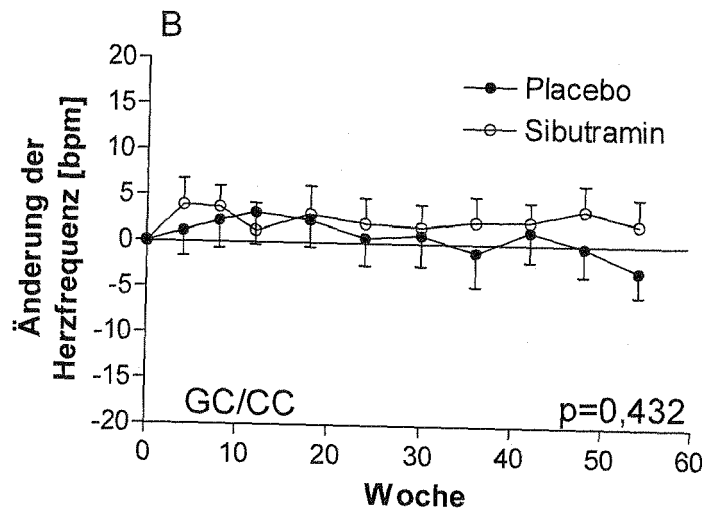 B
20
15
10
5
0
-5
-10
-15
-20
Änderung der
Herzfrequenz [bpm]
Placebo
Sibutramin
GC/CC
p=0,432
0 10 20 30 40 50 60
Woche